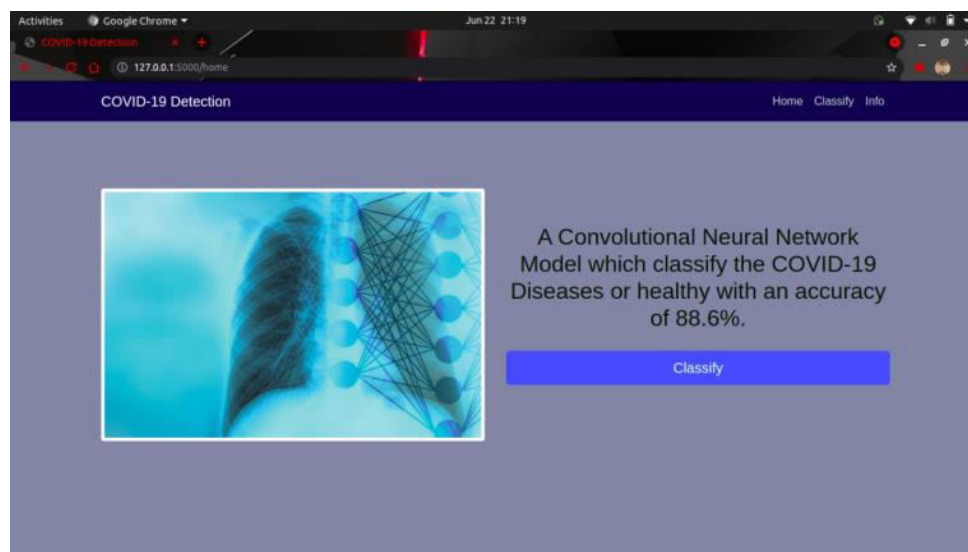 Activities Google Chrome Jun 22 21:19
COVID-19 Detection
127.0.0.1:5000/home
COVID-19 Detection Home Classify Info
A Convolutional Neural Network
Model which classify the COVID-19
Diseases or healthy with an accuracy
of 88.6%.
Classify